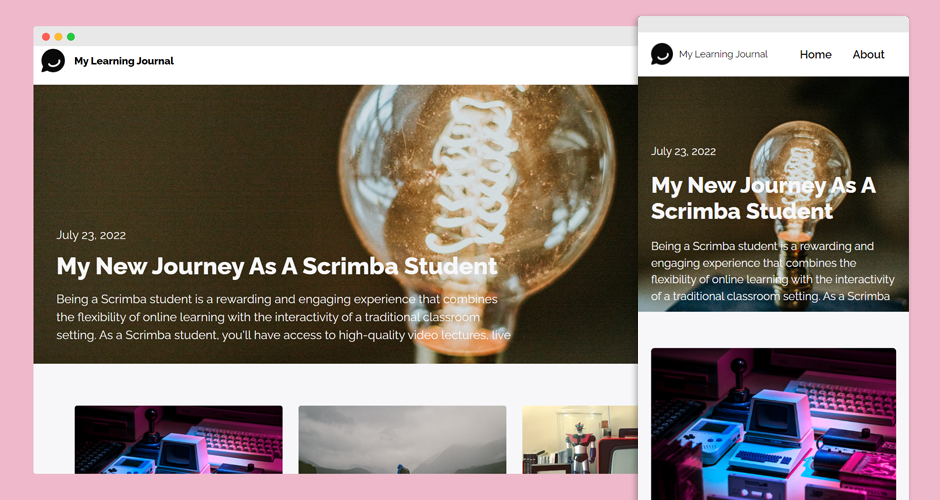 My Learning Journal
July 23, 2022
My New Journey As A Scrimba Student
Being a Scrimba student is a rewarding and engaging experience that combines
the flexibility of online learning with the interactivity of a traditional classroom
setting. As a Scrimba student, you'll have access to high-quality video lectures, live
My Learning Journal Home About
July 23, 2022
My New Journey As A
Scrimba Student
Being a Scrimba student is a rewarding and
engaging experience that combines the
flexibility of online learning with the interactivity
of a traditional classroom setting. As a Scrimba